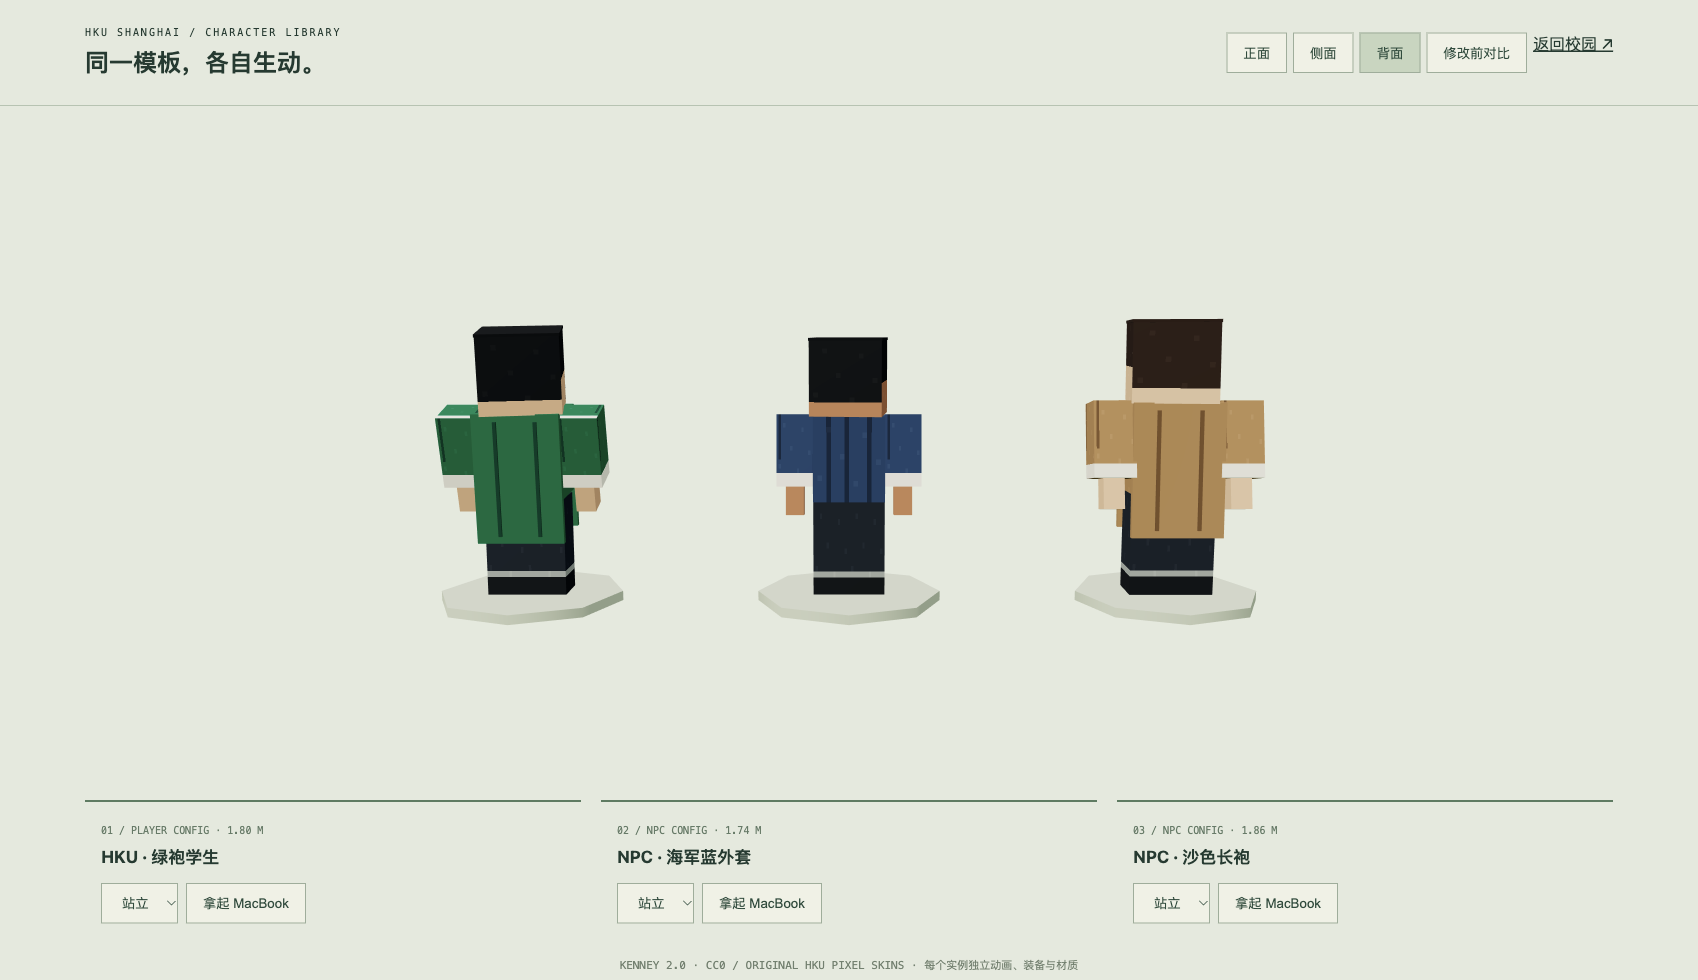 HKU SHANGHAI / CHARACTER LIBRARY
同一模板，各自生动。
正面
侧面
背面
修改前对比
返回校园 ↗
01 / PLAYER CONFIG · 1.80 M
HKU · 绿袍学生
站立
拿起 MacBook
02 / NPC CONFIG · 1.74 M
NPC · 海军蓝外套
站立
拿起 MacBook
03 / NPC CONFIG · 1.86 M
NPC · 沙色长袍
站立
拿起 MacBook
KENNEY 2.0 · CC0 / ORIGINAL HKU PIXEL SKINS · 每个实例独立动画、装备与材质